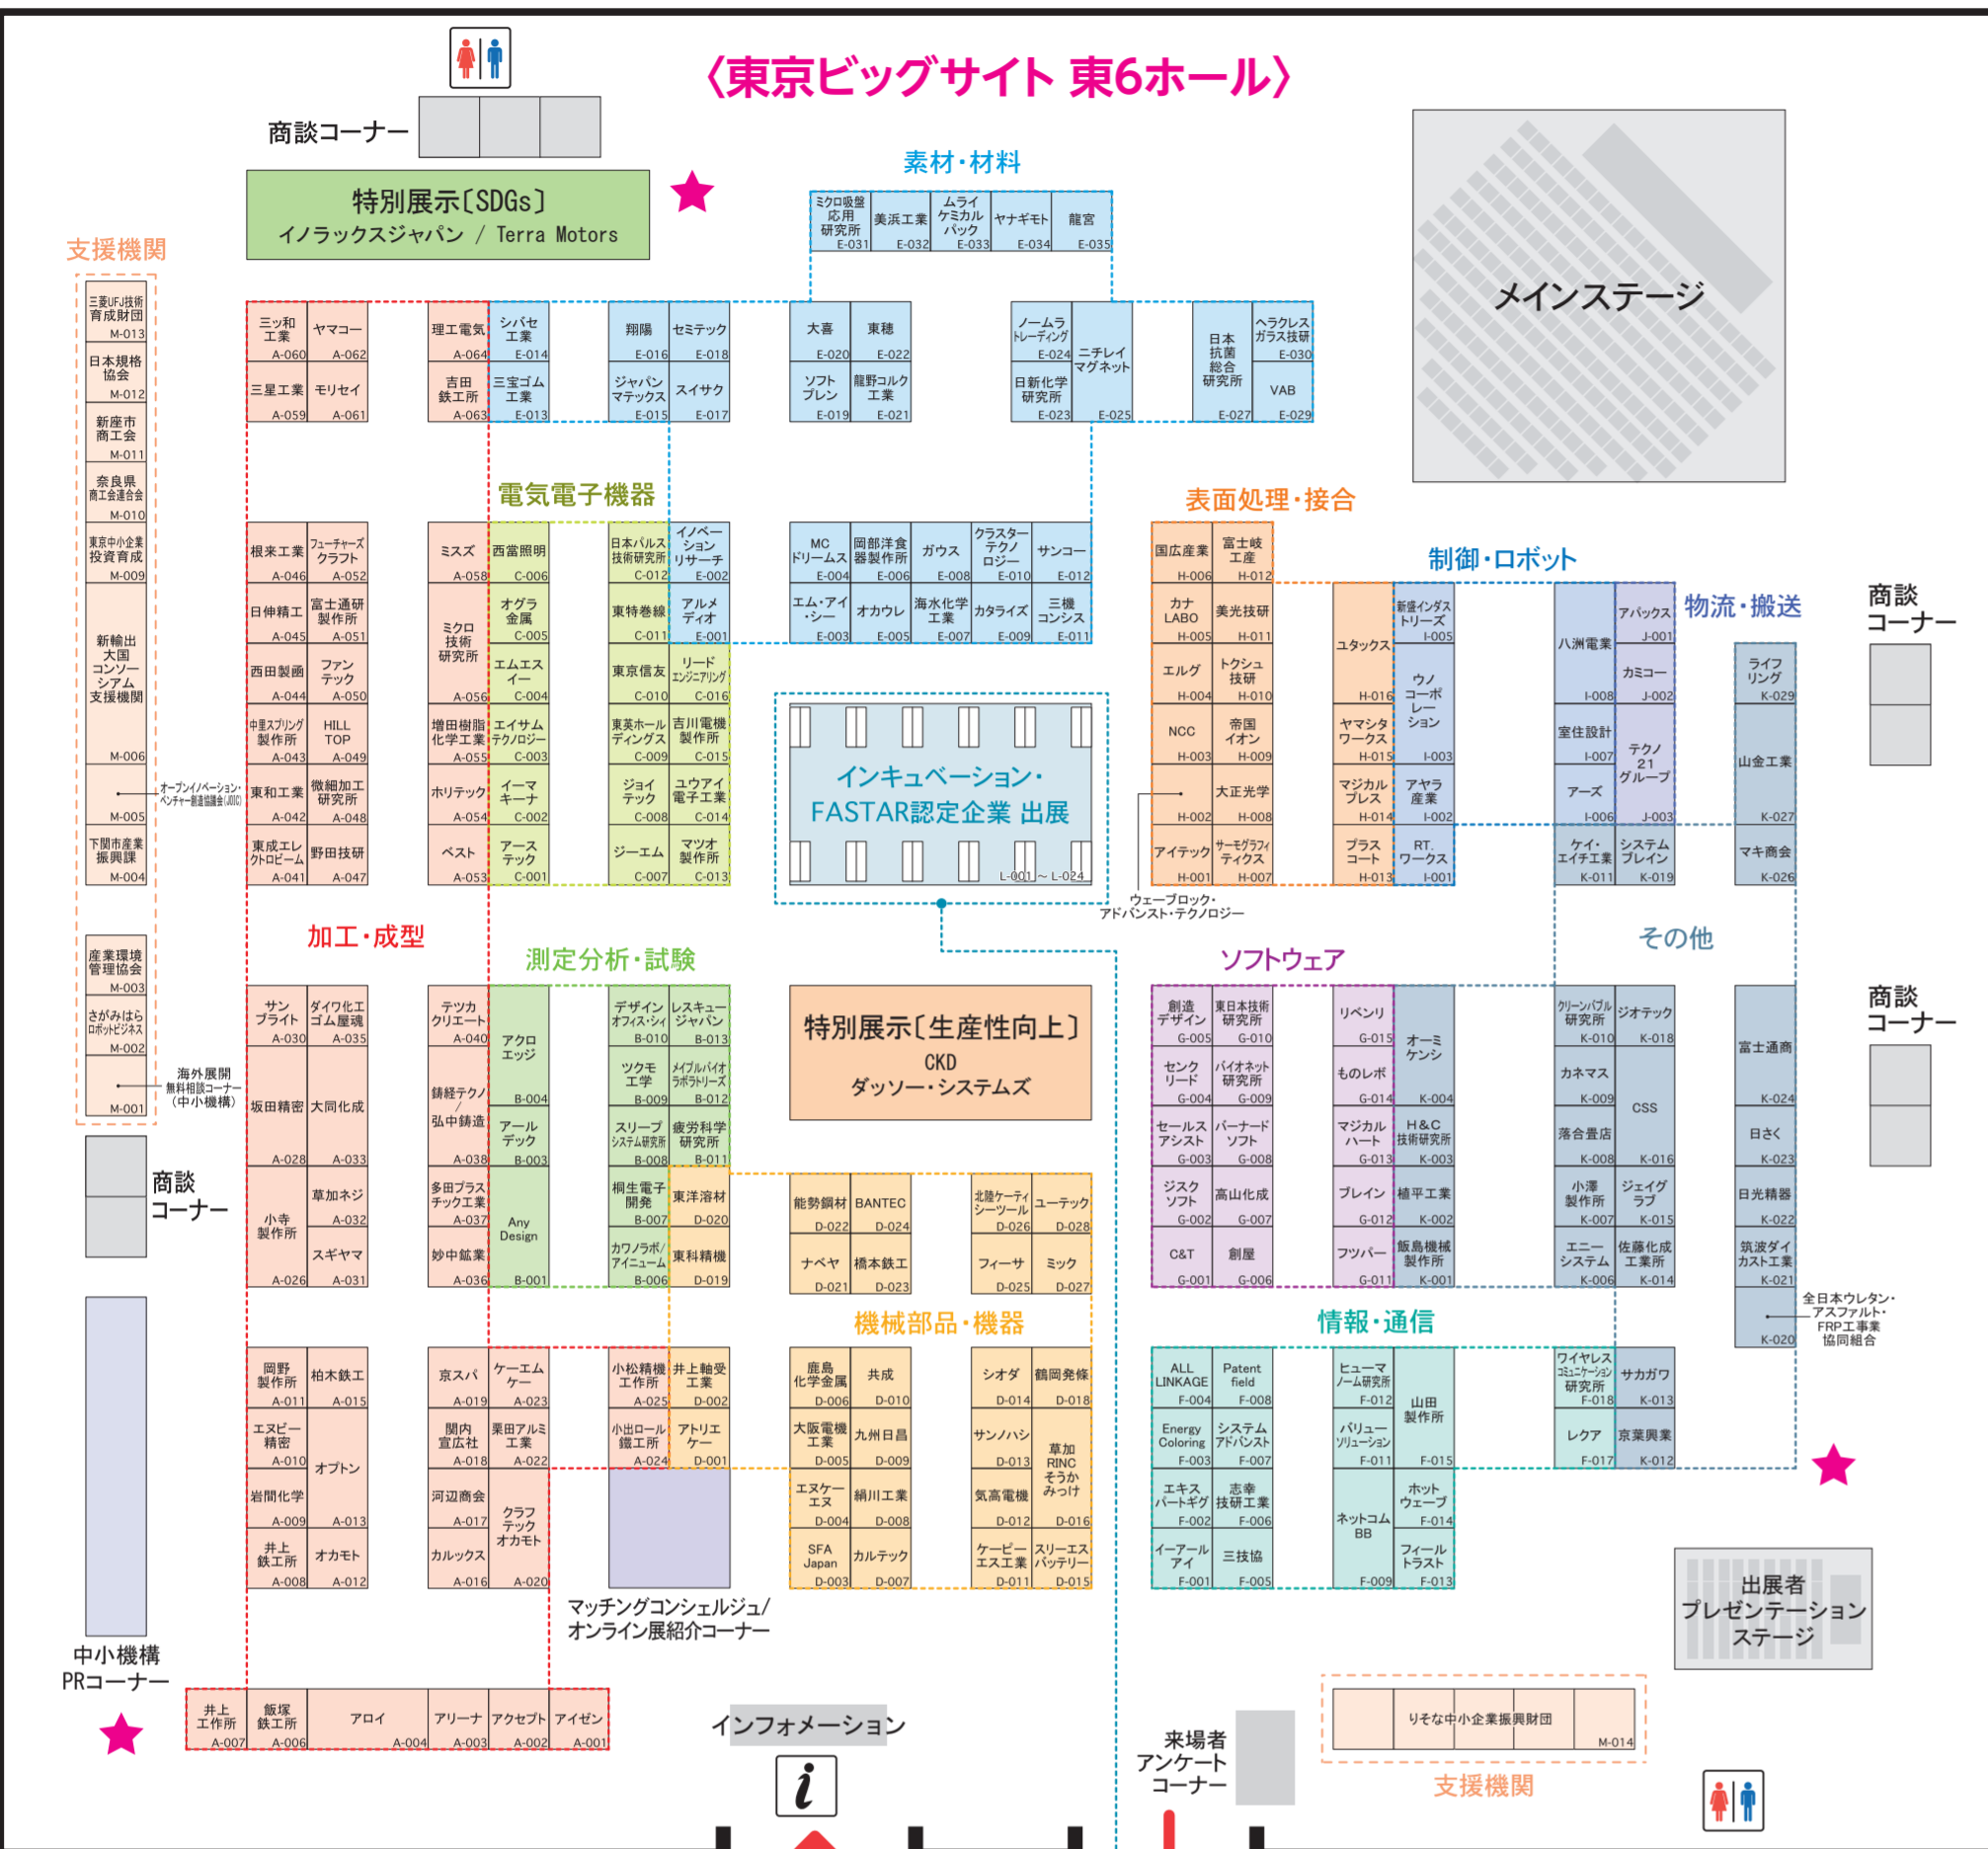 〈東京ビッグサイト 東6ホール〉
商談コーナー
特別展示〔SDGs〕
イノラックスジャパン / Terra Motors
素材・材料
ミクロ吸盤
応用
研究所
E-031
美浜工業
E-032
ムライ
ケミカル
パック
E-033
ヤナギモト
E-034
龍宮
E-035
メインステージ
支援機関
三菱UFJ技術
育成財団
M-013
日本規格
協会
M-012
新座市
商工会
M-011
奈良県
商工会連合会
M-010
東京中小企業
投資育成
M-009
新輸出
大国
コンソー
シアム
支援機関
M-006
オープンイノベーション・
ベンチャー創造協議会(JOIC)
M-005
下関市産業
振興課
M-004
産業環境
管理協会
M-003
さがみはら
ロボットビジネス
M-002
海外展開
無料相談コーナー
(中小機構)
M-001
商談
コーナー
中小機構
PRコーナー
三ッ和
工業
A-060
ヤマコー
A-062
三星工業
A-059
モリセイ
A-061
理工電気
A-064
シバセ
工業
E-014
吉田
鉄工所
A-063
三宝ゴム
工業
E-013
翔陽
E-016
セミテック
E-018
ジャパン
マテックス
E-015
スイサク
E-017
大喜
E-020
東穂
E-022
ソフト
プレン
E-019
龍野コルク
工業
E-021
ノームラ
トレーディング
E-024
ニチレイ
マグネット
E-025
日新化学
研究所
E-023
日本
抗菌
総合
研究所
E-027
ヘラクレス
ガラス技研
E-030
VAB
E-029
電気電子機器
根来工業
A-046
フューチャーズ
クラフト
A-052
日伸精工
A-045
富士通研
製作所
A-051
西田製凾
A-044
ファン
テック
A-050
中里スプリング
製作所
A-043
HILL
TOP
A-049
東和工業
A-042
微細加工
研究所
A-048
東成エレ
クトロビーム
A-041
野田技研
A-047
ミスズ
A-058
西當照明
C-006
ミクロ
技術
研究所
A-056
オグラ
金属
C-005
エムエス
イー
C-004
増田樹脂
化学工業
A-055
エイサム
テクノロジー
C-003
ホリテック
A-054
イーマ
キーナ
C-002
ベスト
A-053
アース
テック
C-001
日本パルス
技術研究所
C-012
イノベー
ション
リサーチ
E-002
東特巻線
C-011
アルメ
ディオ
E-001
東京信友
C-010
リード
エンジニアリング
C-016
東英ホール
ディングス
C-009
吉川電機
製作所
C-015
ジョイ
テック
C-008
ユウアイ
電子工業
C-014
ジーエム
C-007
マツオ
製作所
C-013
MC
ドリームス
E-004
岡部洋食
器製作所
E-006
ガウス
E-008
クラスター
テクノ
ロジー
E-010
サンコー
E-012
エム・アイ
・シー
E-003
オカウレ
E-005
海水化学
工業
E-007
カタライズ
E-009
三機
コンシス
E-011
インキュベーション・
FASTAR認定企業 出展
L-001 ～ L-024
表面処理・接合
国広産業
H-006
富士岐
工産
H-012
カナ
LABO
H-005
美光技研
H-011
エルグ
H-004
トクシュ
技研
H-010
NCC
H-003
帝国
イオン
H-009
H-002
大正光学
H-008
アイテック
H-001
サーモグラフィ
ティクス
H-007
ウェーブロック・
アドバンスト・テクノロジー
制御・ロボット
ユタックス
H-016
新盛インダス
トリーズ
I-005
ウノ
コーポ
レー
ション
I-003
ヤマシタ
ワークス
H-015
マジカル
プレス
H-014
アヤラ
産業
I-002
プラス
コート
H-013
RT.
ワークス
I-001
物流・搬送
八洲電業
I-008
アパックス
J-001
カミコー
J-002
室住設計
I-007
テクノ
21
グループ
J-003
アーズ
I-006
ケイ・
エイチ工業
K-011
システム
ブレイン
K-019
ライフ
リング
K-029
山金工業
K-027
マキ商会
K-026
商談
コーナー
加工・成型
サン
ブライト
A-030
ダイワ化工
ゴム屋魂
A-035
坂田精密
A-028
大同化成
A-033
小寺
製作所
A-026
草加ネジ
A-032
スギヤマ
A-031
測定分析・試験
テツカ
クリエート
A-040
アクロ
エッジ
B-004
鋳経テクノ
/
弘中鋳造
A-038
アール
デック
B-003
多田プラス
チック工業
A-037
Any
Design
B-001
妙中鉱業
A-036
デザイン
オフィス・シィ
B-010
レスキュー
ジャパン
B-013
ツクモ
工学
B-009
メイプルバイオ
ラボラトリーズ
B-012
スリープ
システム研究所
B-008
疲労科学
研究所
B-011
桐生電子
開発
B-007
東洋溶材
D-020
カワノラボ/
アイニューム
B-006
東科精機
D-019
特別展示〔生産性向上〕
CKD
ダッソー・システムズ
能勢鋼材
D-022
BANTEC
D-024
ナベヤ
D-021
橋本鉄工
D-023
北陸ケーティ
シーツール
D-026
ユーテック
D-028
フィーサ
D-025
ミック
D-027
機械部品・機器
ソフトウェア
創造
デザイン
G-005
東日本技術
研究所
G-010
センク
リード
G-004
バイオネット
研究所
G-009
セールス
アシスト
G-003
バーナード
ソフト
G-008
ジスク
ソフト
G-002
高山化成
G-007
C&T
G-001
創屋
G-006
リベンリ
G-015
オーミ
ケンシ
K-004
ものレボ
G-014
マジカル
ハート
G-013
H&C
技術研究所
K-003
ブレイン
G-012
植平工業
K-002
フツパー
G-011
飯島機械
製作所
K-001
その他
クリーンバブル
研究所
K-010
ジオテック
K-018
カネマス
K-009
CSS
K-016
落合畳店
K-008
小澤
製作所
K-007
ジェイグ
ラブ
K-015
エニー
システム
K-006
佐藤化成
工業所
K-014
富士通商
K-024
日さく
K-023
日光精器
K-022
筑波ダイ
カスト工業
K-021
K-020
全日本ウレタン・
アスファルト・
FRP工事業
協同組合
商談
コーナー
岡野
製作所
A-011
柏木鉄工
A-015
エヌビー
精密
A-010
オプトン
A-013
岩間化学
A-009
井上
鉄工所
A-008
オカモト
A-012
京スパ
A-019
ケーエム
ケー
A-023
関内
宣広社
A-018
栗田アルミ
工業
A-022
河辺商会
A-017
クラフ
テック
オカモト
A-020
カルックス
A-016
小松精機
工作所
A-025
井上軸受
工業
D-002
小出ロール
鐵工所
A-024
アトリエ
ケー
D-001
マッチングコンシェルジュ/
オンライン展紹介コーナー
鹿島
化学金属
D-006
共成
D-010
大阪電機
工業
D-005
九州日昌
D-009
エヌケー
エヌ
D-004
絹川工業
D-008
SFA
Japan
D-003
カルテック
D-007
シオダ
D-014
鶴岡発條
D-018
サンノハシ
D-013
草加
RINC
そうか
みっけ
D-016
気高電機
D-012
ケービー
エス工業
D-011
スリーエス
バッテリー
D-015
情報・通信
ALL
LINKAGE
F-004
Patent
field
F-008
Energy
Coloring
F-003
システム
アドバンスト
F-007
エキス
パートギグ
F-002
志幸
技研工業
F-006
イーアール
アイ
F-001
三技協
F-005
ヒューマ
ノーム研究所
F-012
山田
製作所
F-015
バリュー
ソリューション
F-011
ネットコム
BB
F-009
ホット
ウェーブ
F-014
フィール
トラスト
F-013
ワイヤレス
コミュニケーション
研究所
F-018
サカガワ
K-013
レクア
F-017
京葉興業
K-012
出展者
プレゼンテーション
ステージ
井上
工作所
A-007
飯塚
鉄工所
A-006
アロイ
A-004
アリーナ
A-003
アクセプト
A-002
アイゼン
A-001
インフォメーション
i
来場者
アンケート
コーナー
りそな中小企業振興財団
M-014
支援機関